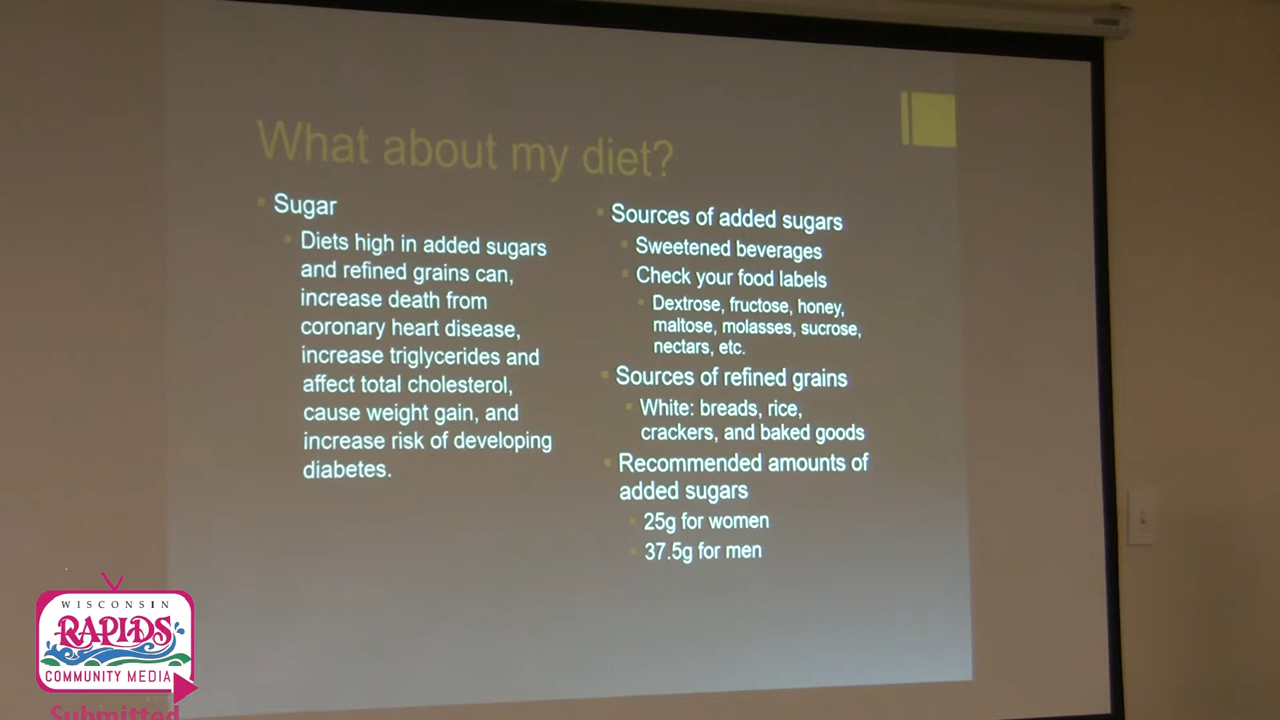 What about my diet?
Sugar
Diets high in added sugars
and refined grains can,
increase death from
coronary heart disease,
increase triglycerides and
affect total cholesterol,
cause weight gain, and
increase risk of developing
diabetes.
Sources of added sugars
Sweetened beverages
Check your food labels
Dextrose, fructose, honey,
maltose, molasses, sucrose,
nectars, etc.
Sources of refined grains
White: breads, rice,
crackers, and baked goods
Recommended amounts of
added sugars
25g for women
37.5g for men
WISCONSIN
RAPIDS
COMMUNITY MEDIA
Submitted